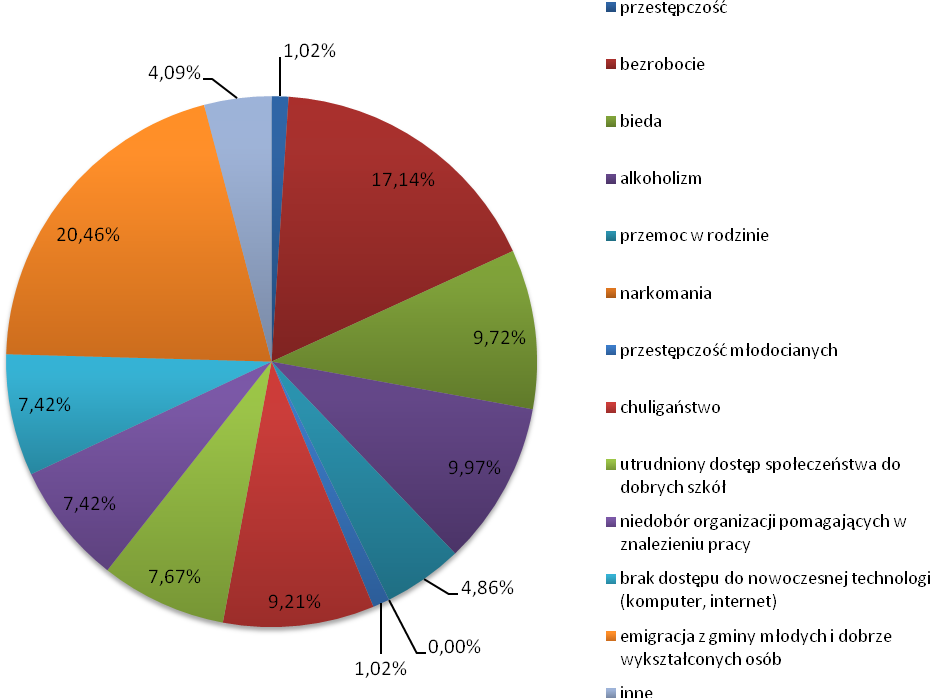 1,02%
4,09%
17,14%
20,46%
9,72%
7,42%
9,97%
7,42%
7,67%
9,21%
4,86%
0,00%
1,02%
przestępczość
bezrobocie
bieda
alkoholizm
przemoc w rodzinie
narkomania
przestępczość młodocianych
chuligaństwo
utrudniony dostęp społeczeństwa do
dobrych szkół
niedobór organizacji pomagających w
znalezieniu pracy
brak dostępu do nowoczesnej technologi
(komputer, internet)
emigracja z gminy młodych i dobrze
wykształconych osób
inne